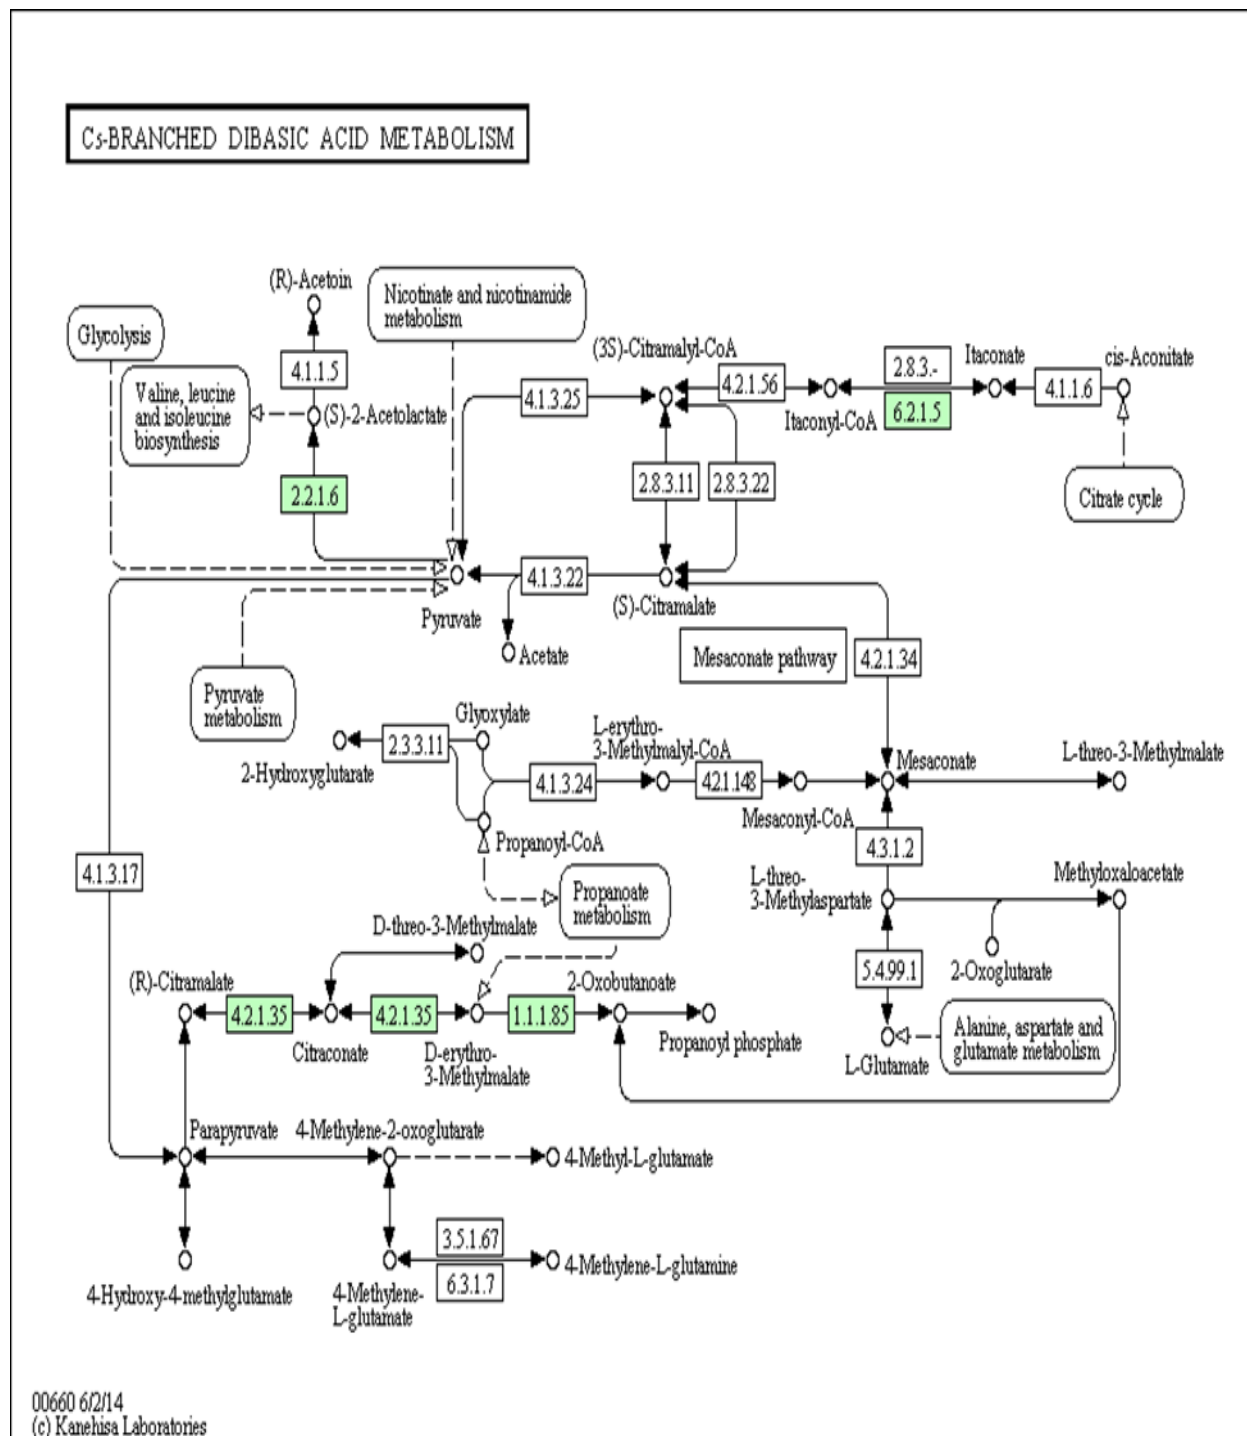 C5-BRANCHED DIBASIC ACID METABOLISM
(R)-Acetoin
Nicotinate and nicotinamide
metabolism
Glycolysis
(3S)-Citramalyl-CoA
2.8.3.-
Itaconate
cis-Aconitate
4.1.1.5
4.2.1.56
4.1.1.6
Valine, leucine
and isoleucine
biosynthesis
(S)-2-Acetolactate
4.1.3.25
Itaconyl-CoA
6.2.1.5
2.2.1.6
2.8.3.11
2.8.3.22
Citrate cycle
4.1.3.22
Pyruvate
(S)-Citramalate
Acetate
Mesaconate pathway
4.2.1.34
Pyruvate
metabolism
Glyoxylate
2.3.3.11
2-Hydroxyglutarate
L-erythro-
3-Methylmalyl-CoA
Mesaconate
L-threo-3-Methylmalate
4.1.3.24
4.2.1.148
Mesaconyl-CoA
Propanoyl-CoA
4.3.1.2
4.1.3.17
Propanoate
metabolism
L-threo-
3-Methylaspartate
Methyloxaloacetate
D-threo-3-Methylmalate
5.4.99.1
2-Oxoglutarate
(R)-Citramalate
2-Oxobutanoate
4.2.1.35
4.2.1.35
1.1.1.85
Citraconate
D-erythro-
3-Methylmalate
Propanoyl phosphate
Alanine, aspartate and
glutamate metabolism
L-Glutamate
Parapyruvate
4-Methylene-2-oxoglutarate
4-Methyl-L-glutamate
3.5.1.67
4-Methylene-L-glutamine
6.3.1.7
4-Hydroxy-4-methylglutamate
4-Methylene-
L-glutamate
00660 6/2/14
(c) Kanehisa Laboratories